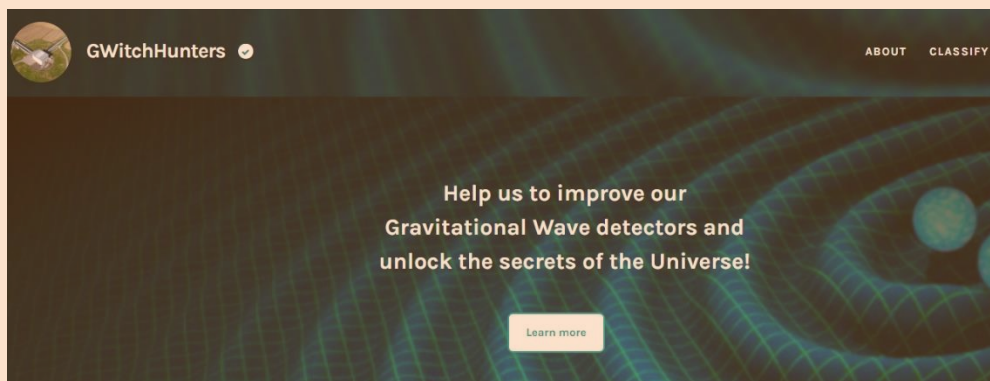 GWitchHunters
ABOUT CLASSIFY
Help us to improve our
Gravitational Wave detectors and
unlock the secrets of the Universe!
Learn more